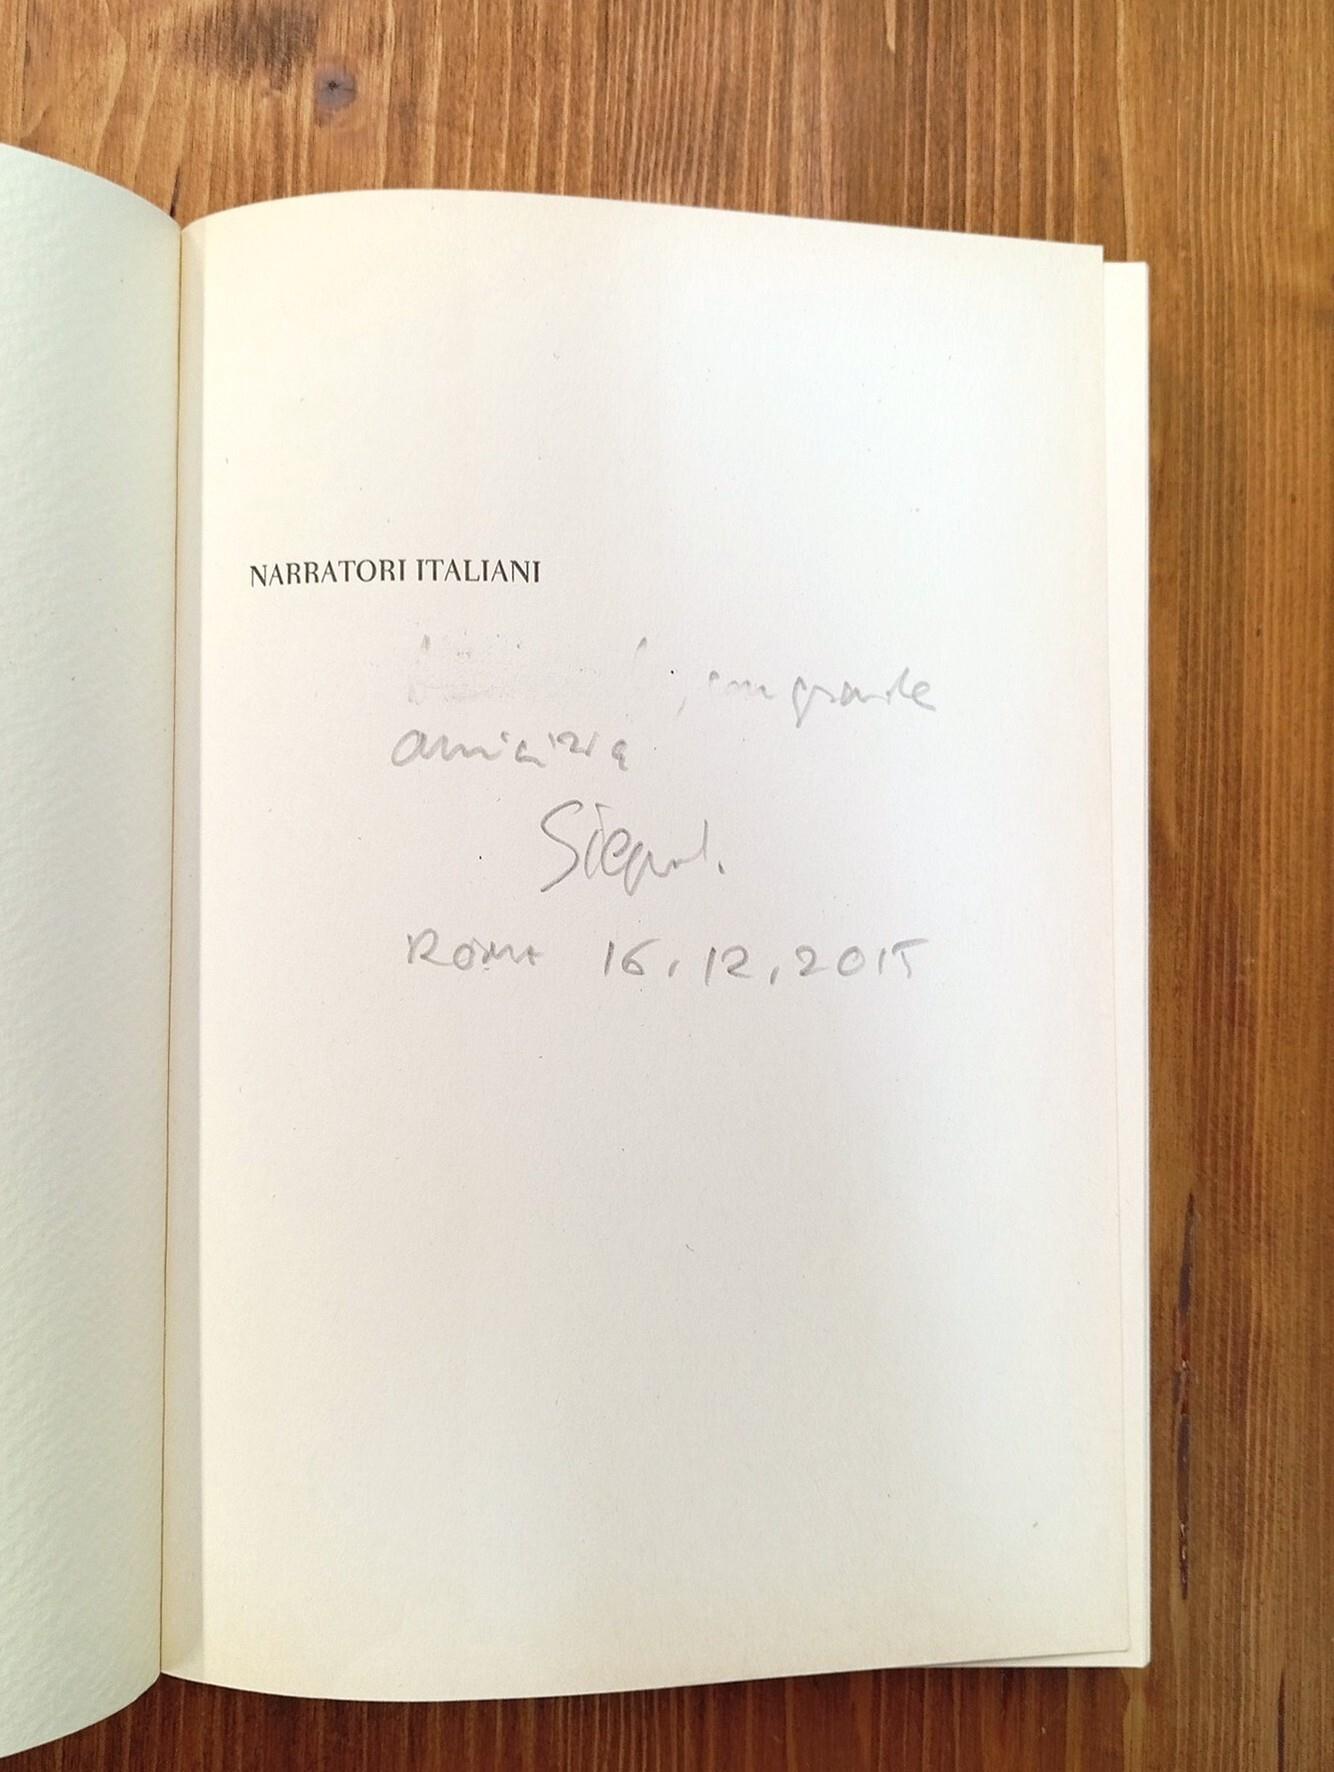 NARRATORI ITALIANI
, con grande
amicizia
ROMA 16.12.2015